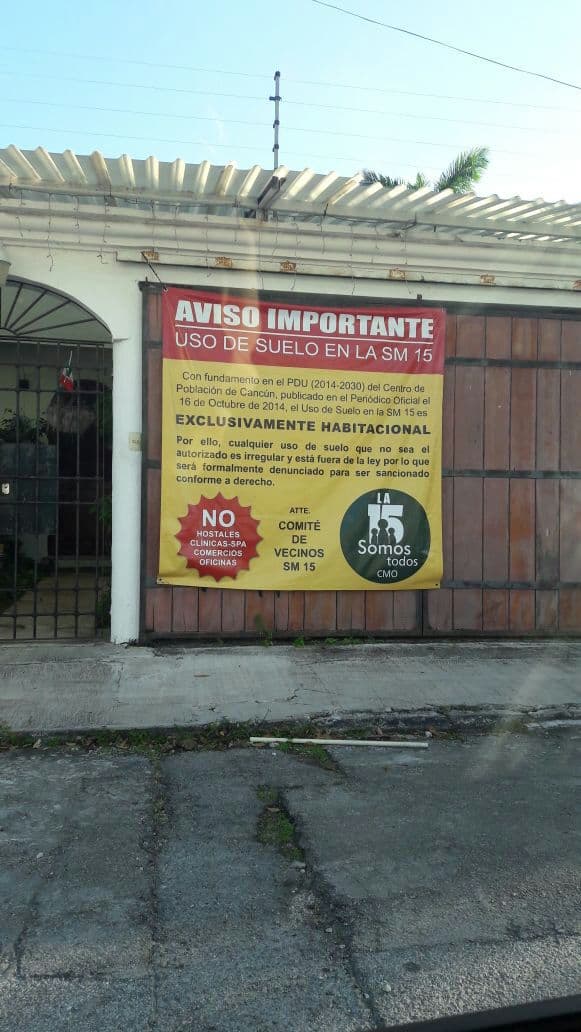 AVISO IMPORTANTE
USO DE SUELO EN LA SM 15
Con fundamento en el PDU (2014-2030) del Centro de
Población de Cancún, publicado en el Periódico Oficial el
16 de Octubre de 2014, el Uso de Suelo en la SM 15 es
EXCLUSIVAMENTE HABITACIONAL
Por ello, cualquier uso de suelo que no sea el
autorizado es irregular y está fuera de la ley por lo que
será formalmente denunciado para ser sancionado
conforme a derecho.
NO
HOSTALES
CLINICAS-SPA
COMERCIOS
OFICINAS
ATTE.
COMITÉ
DE
VECINOS
SM 15
LA
15
Somos
todos
CMO